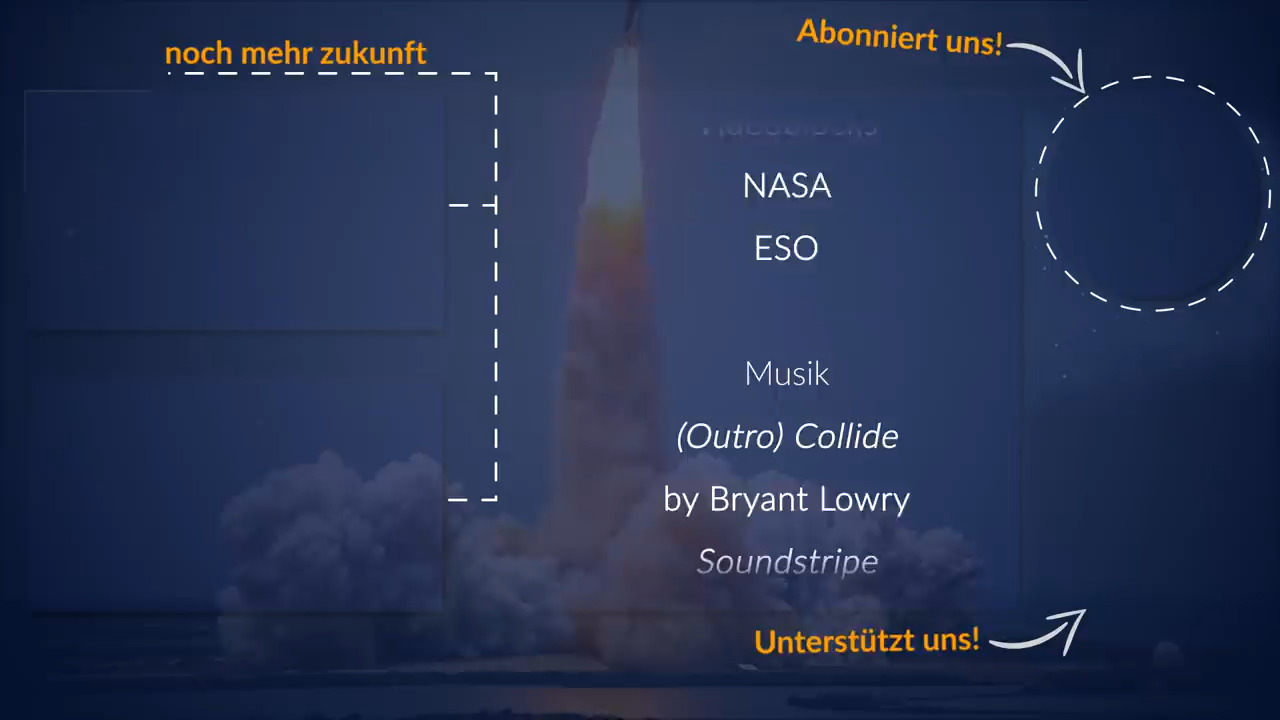 noch mehr zukunft
Abonniert uns!
NASA
ESO
Musik
(Outro) Collide
by Bryant Lowry
Soundstripe
Unterstützt uns!